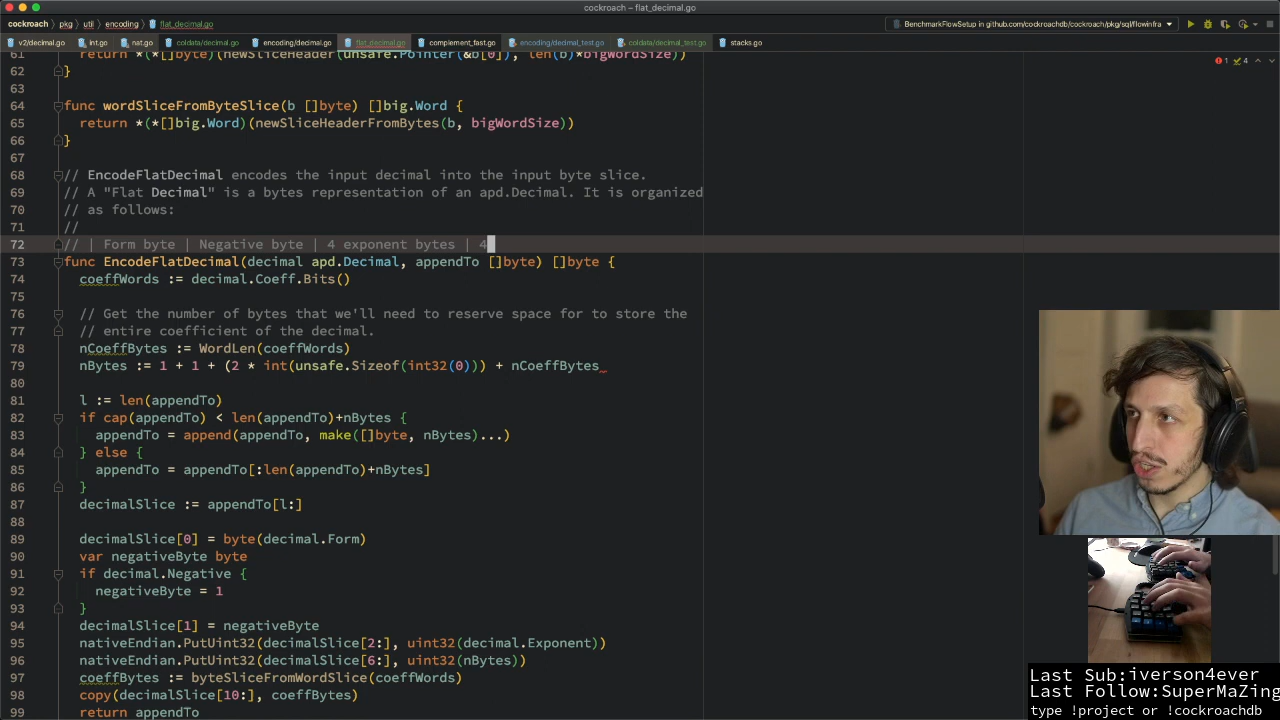 cockroach – flat_decimal.go
cockroach › pkg › util › encoding › flat_decimal.go
BenchmarkFlowSetup in github.com/cockroachdb/cockroach/pkg/sql/flowinfra
v2/decimal.go int.go nat.go coldata/decimal.go encoding/decimal.go flat_decimal.go complement_fast.go encoding/decimal_test.go coldata/decimal_test.go stacks.go
61 return *(*[]byte)(newSliceHeader(unsafe.Pointer(&b[0]), len(b)*bigWordSize))
1 4
62 }
63
64 func wordSliceFromByteSlice(b []byte) []big.Word {
65 return *(*[]big.Word)(newSliceHeaderFromBytes(b, bigWordSize))
66 }
67
68 // EncodeFlatDecimal encodes the input decimal into the input byte slice.
69 // A "Flat Decimal" is a bytes representation of an apd.Decimal. It is organized
70 // as follows:
71 //
72 // | Form byte | Negative byte | 4 exponent bytes | 4
73 func EncodeFlatDecimal(decimal apd.Decimal, appendTo []byte) []byte {
74 coeffWords := decimal.Coeff.Bits()
75
76 // Get the number of bytes that we'll need to reserve space for to store the
77 // entire coefficient of the decimal.
78 nCoeffBytes := WordLen(coeffWords)
79 nBytes := 1 + 1 + (2 * int(unsafe.Sizeof(int32(0))) + nCoeffBytes
80
81 l := len(appendTo)
82 if cap(appendTo) < len(appendTo)+nBytes {
83 appendTo = append(appendTo, make([]byte, nBytes)...)
84 } else {
85 appendTo = appendTo[:len(appendTo)+nBytes]
86 }
87 decimalSlice := appendTo[l:]
88
89 decimalSlice[0] = byte(decimal.Form)
90 var negativeByte byte
91 if decimal.Negative {
92 negativeByte = 1
93 }
94 decimalSlice[1] = negativeByte
95 nativeEndian.PutUint32(decimalSlice[2:], uint32(decimal.Exponent))
96 nativeEndian.PutUint32(decimalSlice[6:], uint32(nBytes))
97 coeffBytes := byteSliceFromWordSlice(coeffWords)
98 copy(decimalSlice[10:], coeffBytes)
99 return appendTo
Last Sub:iverson4ever
Last Follow:SuperMaZing
type !project or !cockroachdb